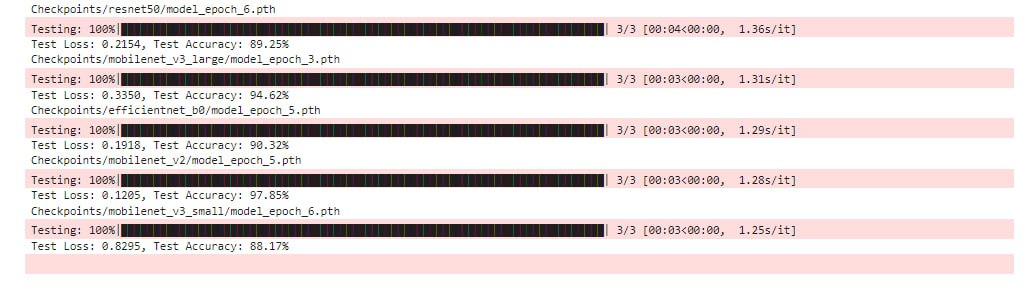 Checkpoints/resnet50/model_epoch_6.pth
Testing: 100%|██████████| 3/3 [00:04<00:00,  1.36s/it]
Test Loss: 0.2154, Test Accuracy: 89.25%
Checkpoints/mobilenet_v3_large/model_epoch_3.pth
Testing: 100%|██████████| 3/3 [00:03<00:00,  1.31s/it]
Test Loss: 0.3350, Test Accuracy: 94.62%
Checkpoints/efficientnet_b0/model_epoch_5.pth
Testing: 100%|██████████| 3/3 [00:03<00:00,  1.29s/it]
Test Loss: 0.1918, Test Accuracy: 90.32%
Checkpoints/mobilenet_v2/model_epoch_5.pth
Testing: 100%|██████████| 3/3 [00:03<00:00,  1.28s/it]
Test Loss: 0.1205, Test Accuracy: 97.85%
Checkpoints/mobilenet_v3_small/model_epoch_6.pth
Testing: 100%|██████████| 3/3 [00:03<00:00,  1.25s/it]
Test Loss: 0.8295, Test Accuracy: 88.17%